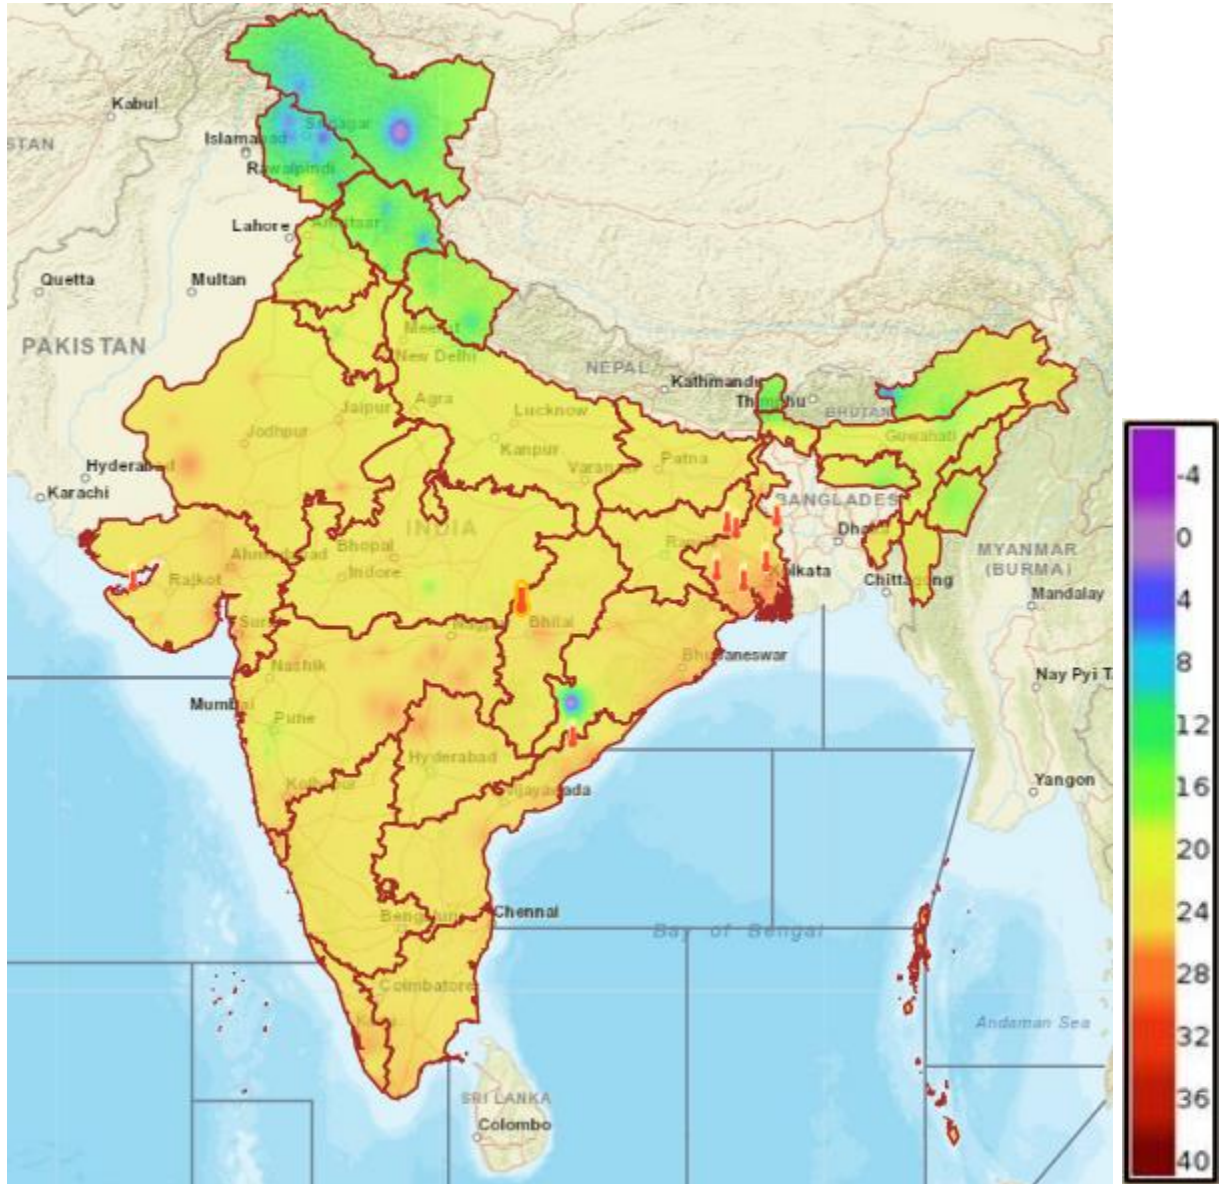 Kabul
STAN
Srinagar
Islamabad
Rawalpindi
Lahore
Amritsar
Quetta
Multan
PAKISTAN
Meerut
New Delhi
NEPAL
Kathmandu
Thimphu
BHUTAN
Agra
Jaipur
Lucknow
Guwahati
Jodhpur
Kanpur
Patna
Varanasi
Hyderabad
Karachi
BANGLADES
INDIA
Dhaka
Ahmedabad
Bhopal
Ranchi
MYANMAR
(BURMA)
Rajkot
Indore
Kolkata
Chittagong
Mandalay
Surat
Nagpur
Bhilai
Nashik
Bhubaneswar
Nay Pyi T
Mumbai
Pune
Hyderabad
Yangon
Kolhapur
Vijayawada
Chennai
Bengaluru
Bay of Bengal
Coimbatore
Andaman Sea
SRI LANKA
Colombo
-4
0
4
8
12
16
20
24
28
32
36
40